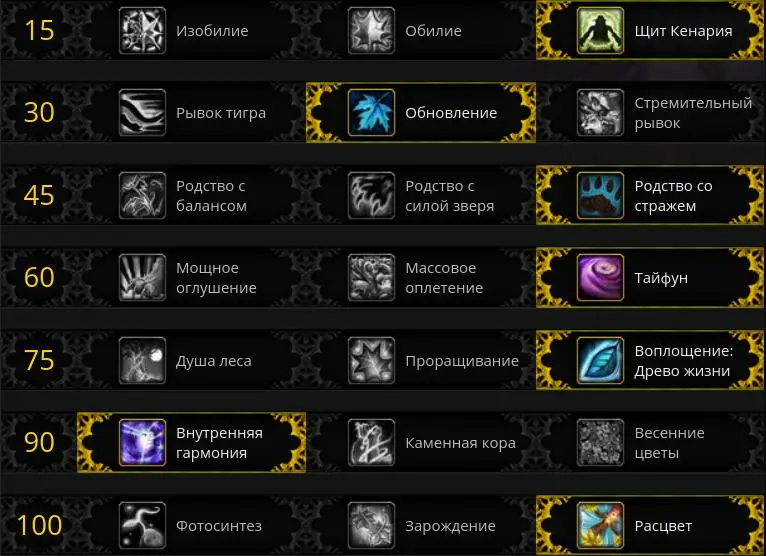 15 Изобилие Обилие Щит Кенария
30 Рывок тигра Обновление Стремительный
рывок
45 Родство с
балансом Родство с
силой зверя Родство со
стражем
60 Мощное
оглушение Массовое
оплетение Тайфун
75 Душа леса Проращивание Воплощение:
Древо жизни
90 Внутренняя
гармония Каменная кора Весенние
цветы
100 Фотосинтез Зарождение Расцвет